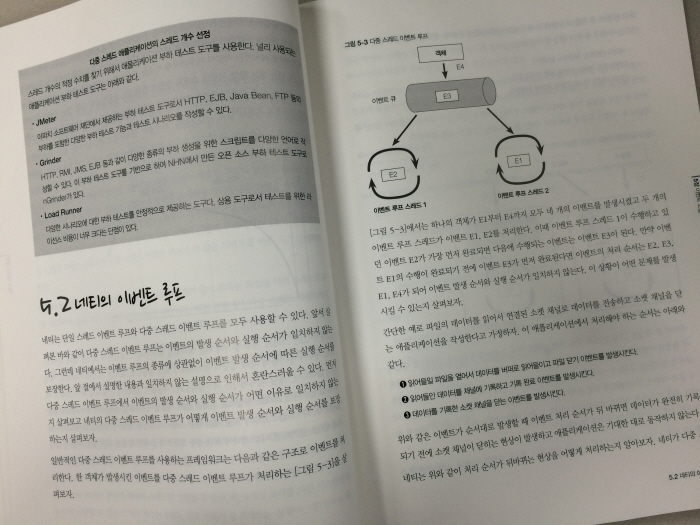 다중 스레드 애플리케이션의 스레드 개수 선정
스레드 개수의 적정 수치를 찾기 위해서 애플리케이션 부하 테스트 도구를 사용한다. 널리 사용되는
애플리케이션 부하 테스트 도구는 아래와 같다.
· JMeter
아파치 소프트웨어 재단에서 제공하는 부하 테스트 도구로서 HTTP, EJB, Java Bean, FTP 등의
부하를 포함한 다양한 부하 테스트 기능과 테스트 시나리오를 작성할 수 있다.
· Grinder
HTTP, RMI, JMS, EJB 등과 같이 다양한 종류의 부하 생성을 위한 스크립트를 다양한 언어로 작
성할 수 있다. 이 부하 테스트 도구를 기반으로 하여 NHN에서 만든 오픈 소스 부하 테스트 도구로
nGrinder가 있다.
· Load Runner
다양한 시나리오에 대한 부하 테스트를 안정적으로 제공하는 도구다. 상용 도구로서 테스트를 위한 라
이선스 비용이 너무 크다는 단점이 있다.
5.2 네티의 이벤트 루프
네티는 단일 스레드 이벤트 루프와 다중 스레드 이벤트 루프를 모두 사용할 수 있다. 앞서 살
펴본 바와 같이 다중 스레드 이벤트 루프는 이벤트의 발생 순서와 실행 순서가 일치하지 않는
다. 그런데 네티에서는 이벤트 루프의 종류에 상관없이 이벤트 발생 순서에 따른 실행 순서를
보장한다. 앞 절에서 설명한 내용과 일치하지 않는 설명으로 인해서 혼란스러울 수 있다. 먼저
다중 스레드 이벤트 루프에서 이벤트의 발생 순서와 실행 순서가 어떤 이유로 일치하지 않는
지 살펴보고 네티의 다중 스레드 이벤트 루프가 어떻게 이벤트 발생 순서와 실행 순서를 보장
하는지 살펴보자.
일반적인 다중 스레드 이벤트 루프를 사용하는 프레임워크는 다음과 같은 구조로 이벤트를 처
리한다. 한 객체가 발생시킨 이벤트를 다중 스레드 이벤트 루프가 처리하는 [그림 5-3]을 살
펴보자.
그림 5-3 다중 스레드 이벤트 루프
객체
E4
이벤트 큐
E3
E2
E1
이벤트 루프 스레드 1
이벤트 루프 스레드 2
[그림 5-3]에서는 하나의 객체가 E1부터 E4까지 모두 네 개의 이벤트를 발생시켰고 두 개의
이벤트 루프 스레드가 이벤트 E1, E2를 처리한다. 이때 이벤트 루프 스레드 1이 수행하고 있
던 이벤트 E2가 가장 먼저 완료되면 다음에 수행되는 이벤트는 이벤트 E3이 된다. 만약 이벤
트 E1의 수행이 완료되기 전에 이벤트 E3가 먼저 완료된다면 이벤트의 처리 순서는 E2, E3,
E1, E4가 되어 이벤트 발생 순서와 실행 순서가 일치하지 않는다. 이 상황이 어떤 문제를 발생
시킬 수 있는지 살펴보자.
간단한 예로 파일의 데이터를 읽어서 연결된 소켓 채널로 데이터를 전송하고 소켓 채널을 닫
는 애플리케이션을 작성한다고 가정하자. 이 애플리케이션에서 처리해야 하는 순서는 아래와
같다.
❶ 읽어들일 파일을 열어서 데이터를 버퍼로 읽어들이고 파일 닫기 이벤트를 발생시킨다.
❷ 읽어들인 데이터를 채널에 기록하고 기록 완료 이벤트를 발생시킨다.
❸ 데이터를 기록한 소켓 채널을 닫는 이벤트를 발생시킨다.
위와 같은 이벤트가 순서대로 발생할 때 이벤트 처리 순서가 뒤 바뀌면 데이터가 완전히 기록
되기 전에 소켓 채널이 닫히는 현상이 발생하고 애플리케이션은 기대한 대로 동작하지 않는다.
네티는 위와 같이 처리 순서가 뒤바뀌는 현상을 어떻게 처리하는지 알아보자. 네티가 다중
5.2 네티의